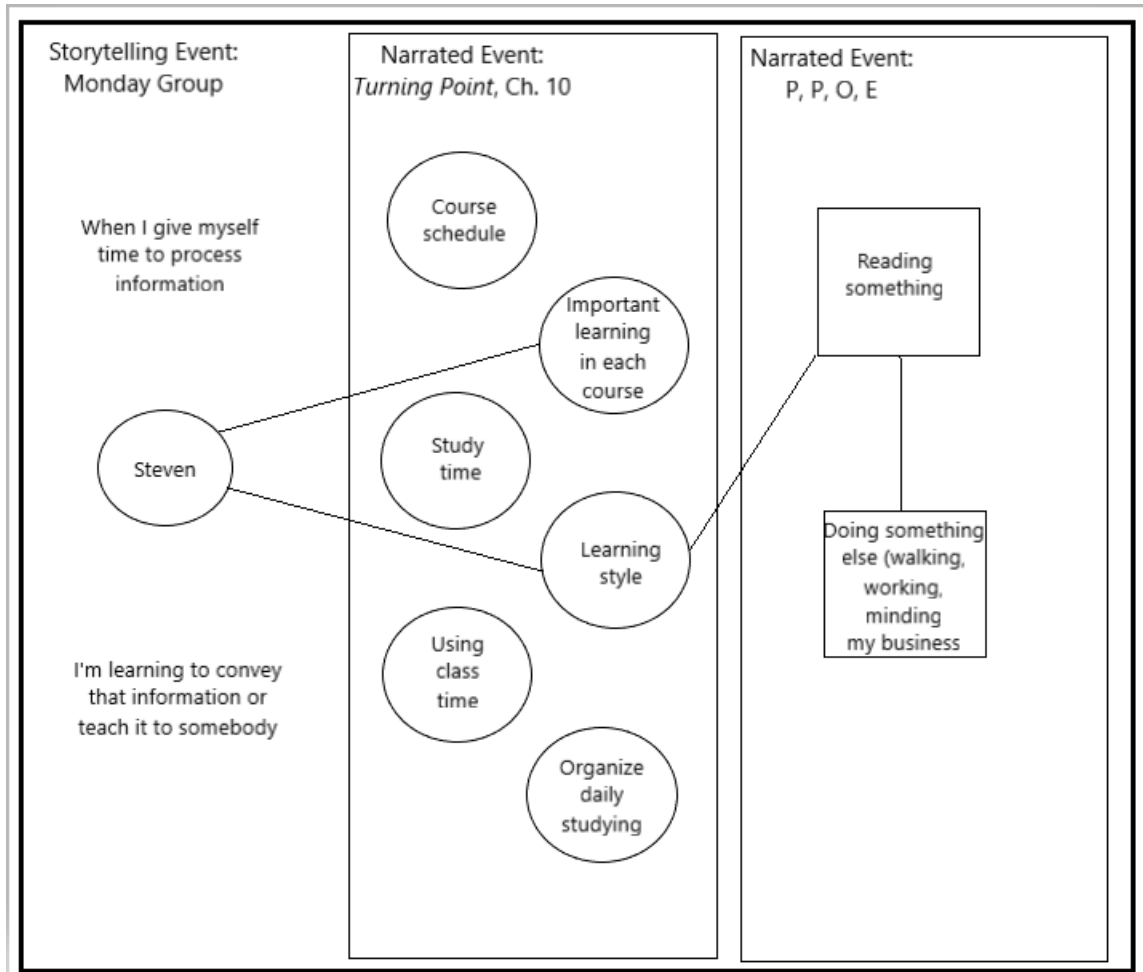 Storytelling Event:
Monday Group
Narrated Event:
Turning Point, Ch. 10
Narrated Event:
P, P, O, E
When I give myself
time to process
information
Steven
I'm learning to convey
that information or
teach it to somebody
Course
schedule
Important
learning
in each
course
Study
time
Learning
style
Using
class
time
Organize
daily
studying
Reading
something
Doing something
else (walking,
working,
minding
my business